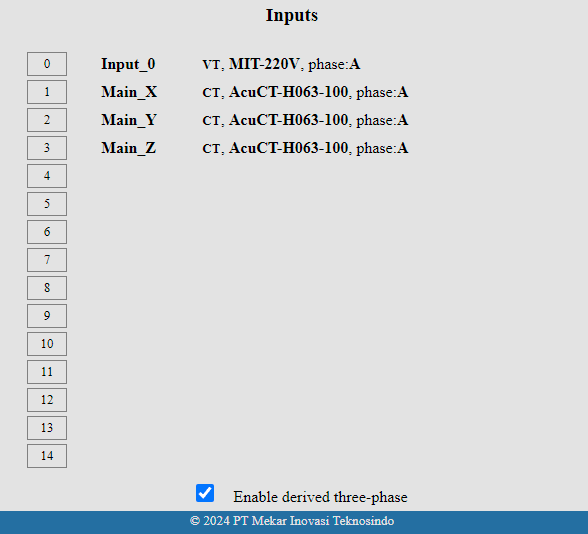 Inputs
0 Input_0 VT, MIT-220V, phase:A
1 Main_X CT, AcuCT-H063-100, phase:A
2 Main_Y CT, AcuCT-H063-100, phase:A
3 Main_Z CT, AcuCT-H063-100, phase:A
4
5
6
7
8
9
10
11
12
13
14
Enable derived three-phase
© 2024 PT Mekar Inovasi Teknosindo